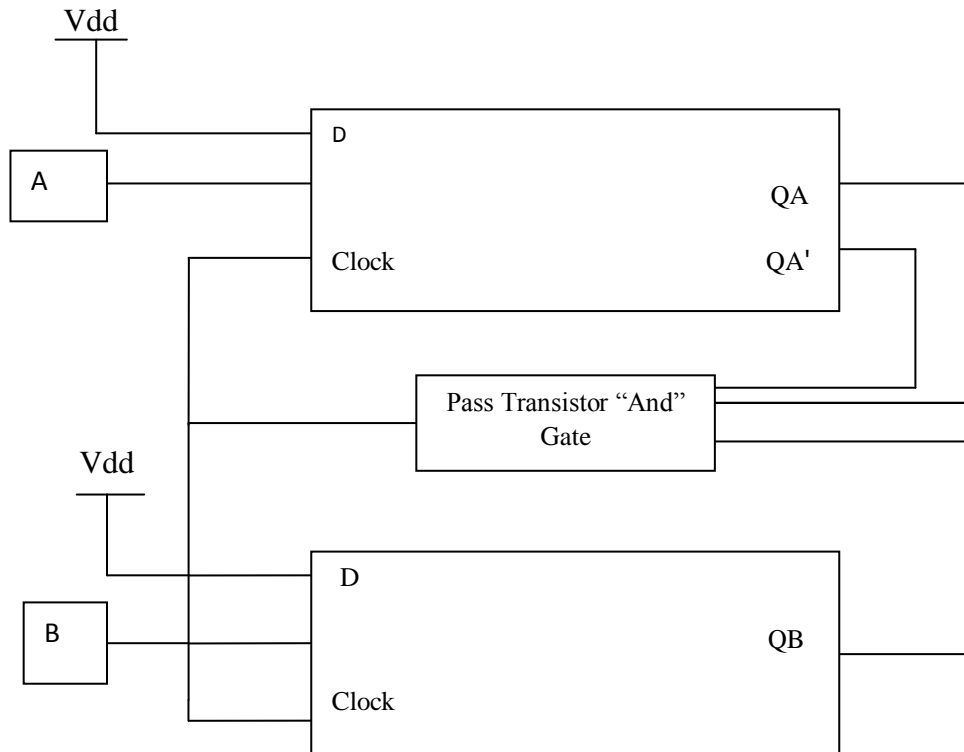 Vdd
D
A
QA
Clock
QA'
Pass Transistor “And”
Gate
Vdd
D
B
QB
Clock